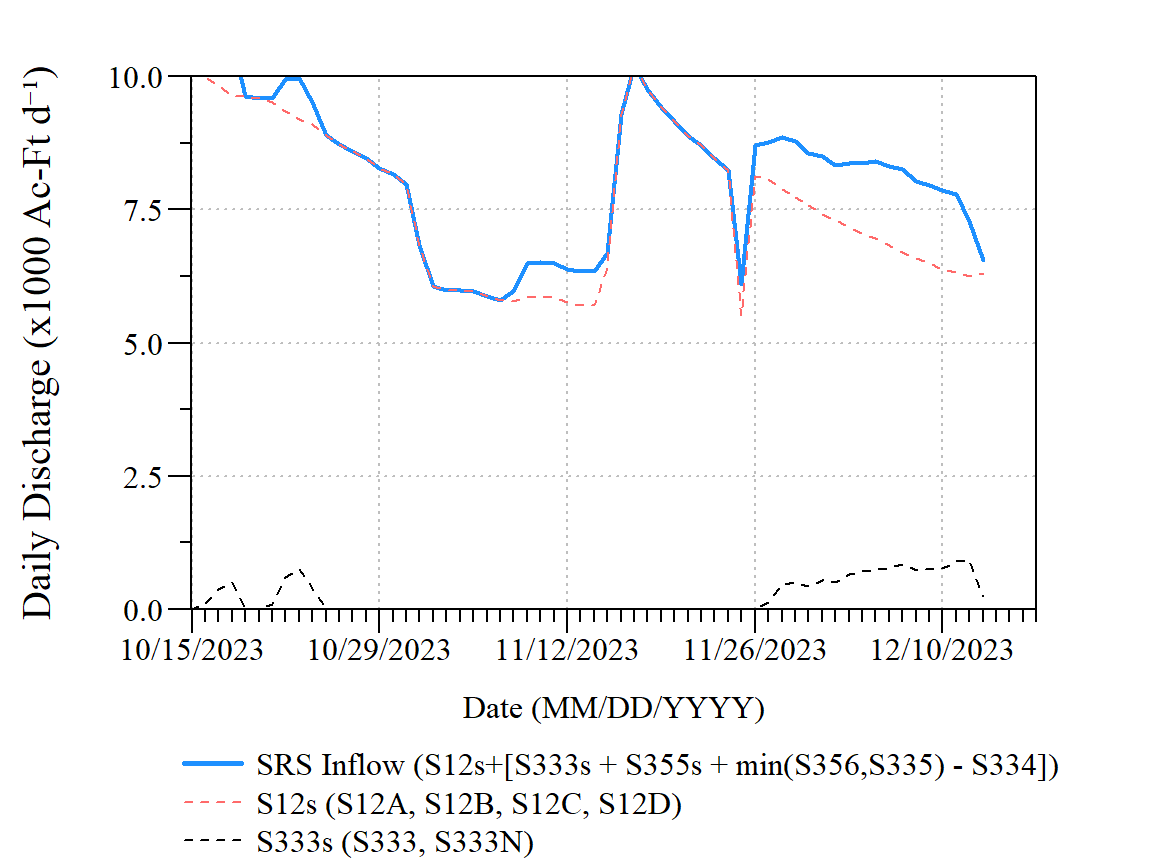 Daily Discharge (x1000 Ac-Ft d⁻¹)
10.0
7.5
5.0
2.5
0.0
10/15/2023 10/29/2023 11/12/2023 11/26/2023 12/10/2023
Date (MM/DD/YYYY)
SRS Inflow (S12s+[S333s + S355s + min(S356,S335) - S334])
S12s (S12A, S12B, S12C, S12D)
S333s (S333, S333N)